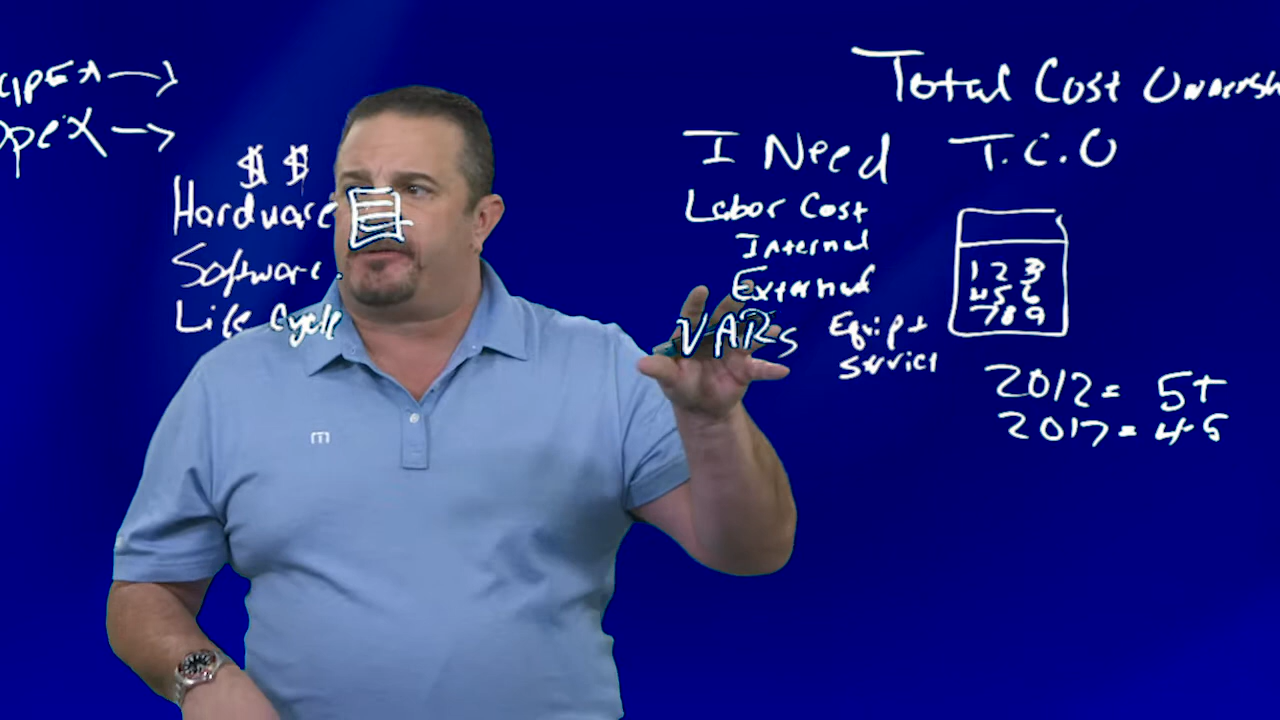 CapEx →
OpeX →
$ $
Hardware
Software
Life Cycle
Total Cost Ownersh
I Need T.C.O
Labor Cost
Internal
External
VARs Equipt
Service
1 2 3
4 5 6
7 8 9
2012 = 5+
2017 = 4-5
m